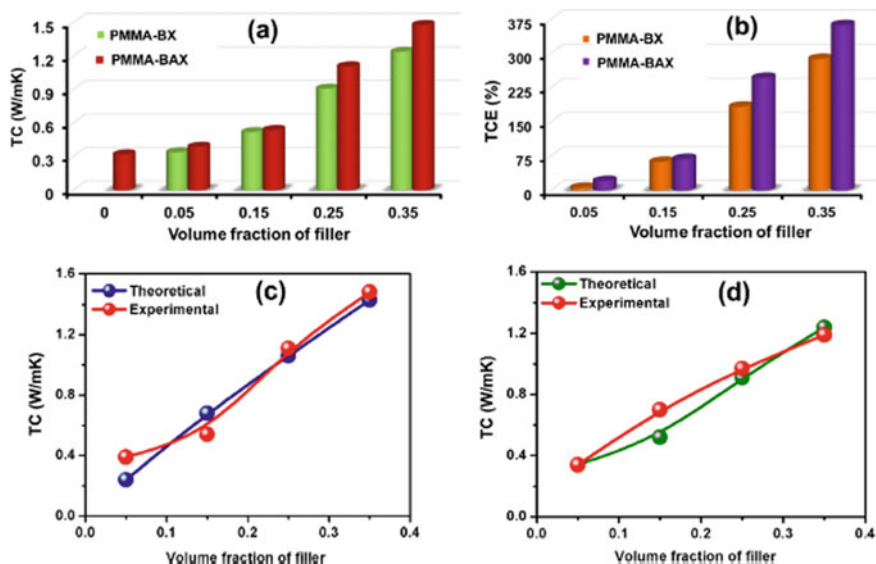 (a)
PMMA-BX
PMMA-BAX
TC (W/mK)
1.5
1.2
0.9
0.6
0.3
0
0 0.05 0.15 0.25 0.35
Volume fraction of filler
(b)
PMMA-BX
PMMA-BAX
TCE (%)
375
300
225
150
75
0
0.05 0.15 0.25 0.35
Volume fraction of filler
(c)
Theoretical
Experimental
TC (W/mK)
1.6
1.2
0.8
0.4
0.0
0.0 0.1 0.2 0.3 0.4
Volume fraction of filler
(d)
Theoretical
Experimental
TC (W/mK)
1.6
1.2
0.8
0.4
0.0
0.0 0.1 0.2 0.3 0.4
Volume fraction of filler